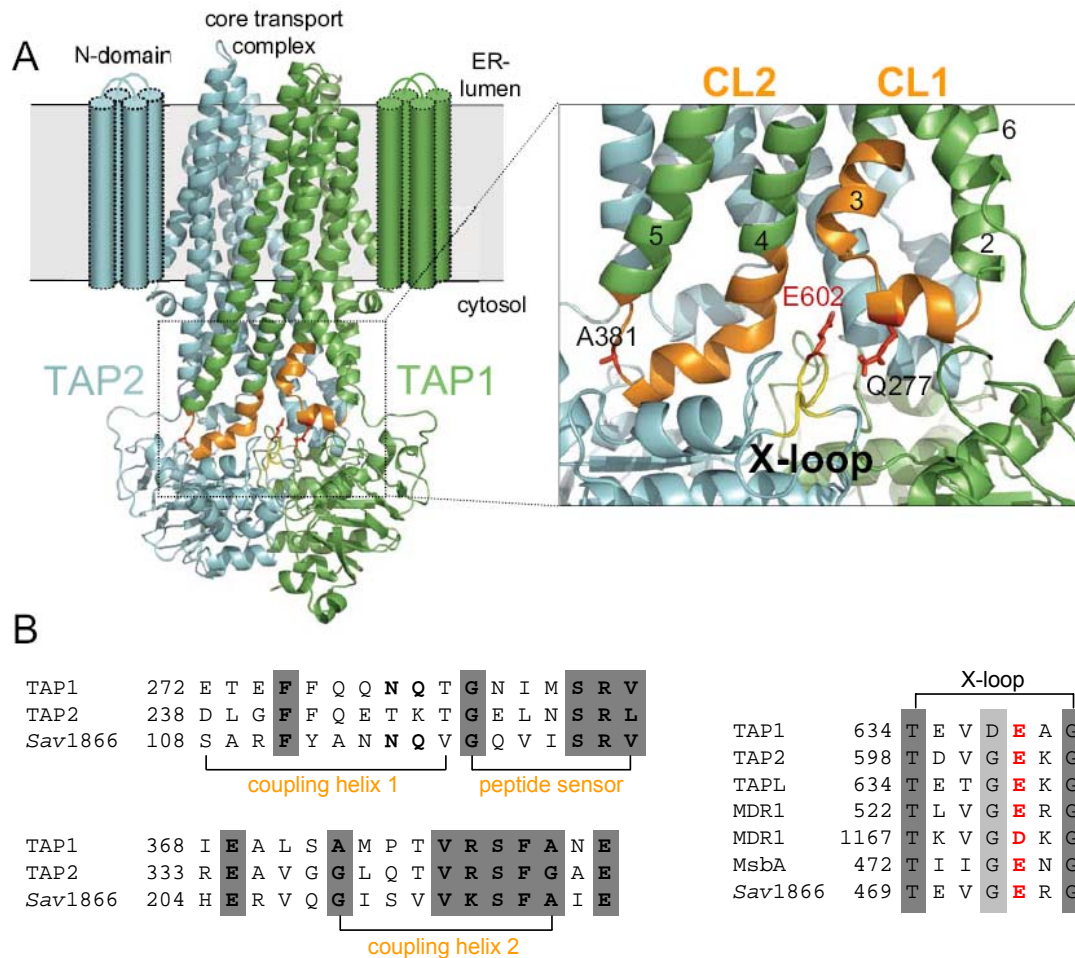 A
core transport
complex
N-domain
ER-
lumen
cytosol
TAP2
TAP1
CL2
CL1
6
3
5
4
2
E602
A381
Q277
X-loop
B
TAP1 272 E T E F F Q Q N Q T G N I M S R V
TAP2 238 D L G F F Q E T K T G E L N S R L
Sav1866 108 S A R F Y A N N Q V G Q V I S R V
coupling helix 1
peptide sensor
TAP1 368 I E A L S A M P T V R S F A N E
TAP2 333 R E A V G G L Q T V R S F G A E
Sav1866 204 H E R V Q G I S V V K S F A I E
coupling helix 2
X-loop
TAP1 634 T E V D E A G
TAP2 598 T D V G E K G
TAPL 634 T E T G E K G
MDR1 522 T L V G E R G
MDR1 1167 T K V G D K G
MsbA 472 T I I G E N G
Sav1866 469 T E V G E R G